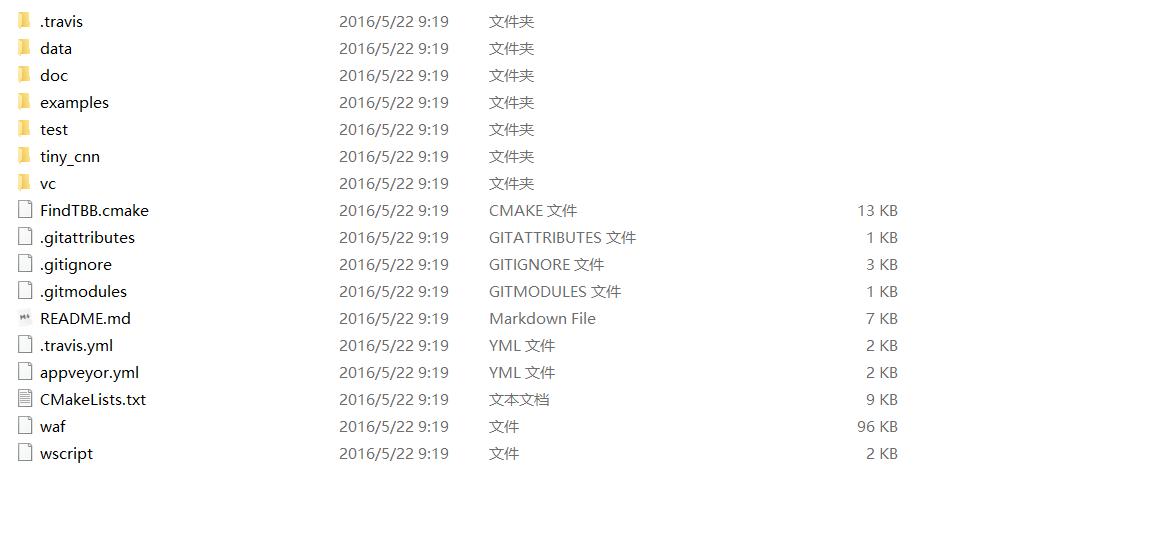 .travis 2016/5/22 9:19 文件夹
data 2016/5/22 9:19 文件夹
doc 2016/5/22 9:19 文件夹
examples 2016/5/22 9:19 文件夹
test 2016/5/22 9:19 文件夹
tiny_cnn 2016/5/22 9:19 文件夹
vc 2016/5/22 9:19 文件夹
FindTBB.cmake 2016/5/22 9:19 CMAKE 文件 13 KB
.gitattributes 2016/5/22 9:19 GITATTRIBUTES 文件 1 KB
.gitignore 2016/5/22 9:19 GITIGNORE 文件 3 KB
.gitmodules 2016/5/22 9:19 GITMODULES 文件 1 KB
README.md 2016/5/22 9:19 Markdown File 7 KB
.travis.yml 2016/5/22 9:19 YML 文件 2 KB
appveyor.yml 2016/5/22 9:19 YML 文件 2 KB
CMakeLists.txt 2016/5/22 9:19 文本文档 9 KB
waf 2016/5/22 9:19 文件 96 KB
wscript 2016/5/22 9:19 文件 2 KB